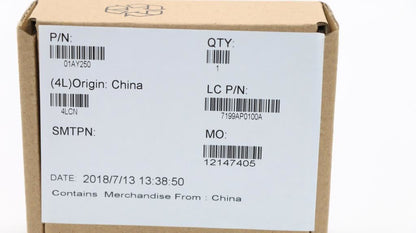 P/N:
QTY:
01AY250
1
(4L)Origin: China
LC P/N:
4LCN
7199AP0100A
SMTPN:
MO:
12147405
DATE: 2018/7/13 13:38:50
Contains Merchandise From : China